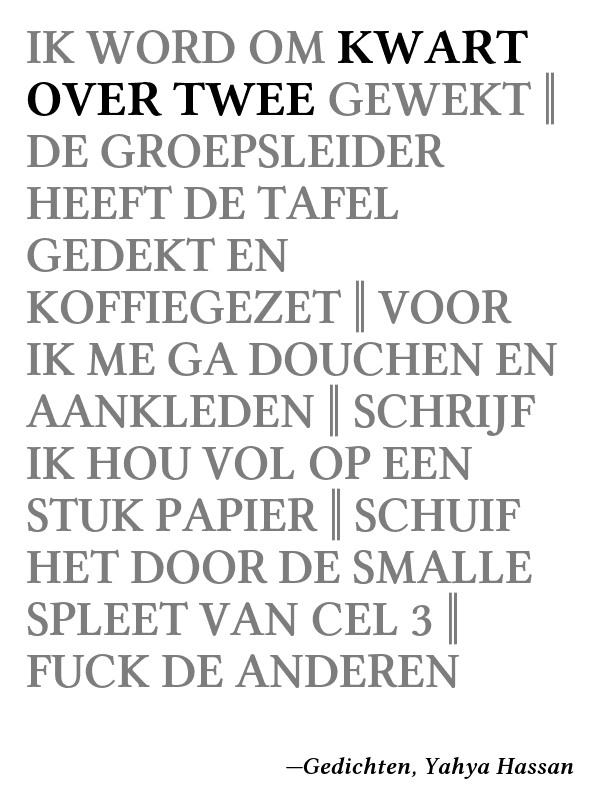 IK WORD OM KWART
OVER TWEE GEWEKT ‖
DE GROEPSLEIDER
HEEFT DE TAFEL
GEDEKT EN
KOFFIEGEZET ‖ VOOR
IK ME GA DOUCHEN EN
AANKLEDEN ‖ SCHRIJF
IK HOU VOL OP EEN
STUK PAPIER ‖ SCHUIF
HET DOOR DE SMALLE
SPLEET VAN CEL 3 ‖
FUCK DE ANDEREN
—Gedichten, Yahya Hassan